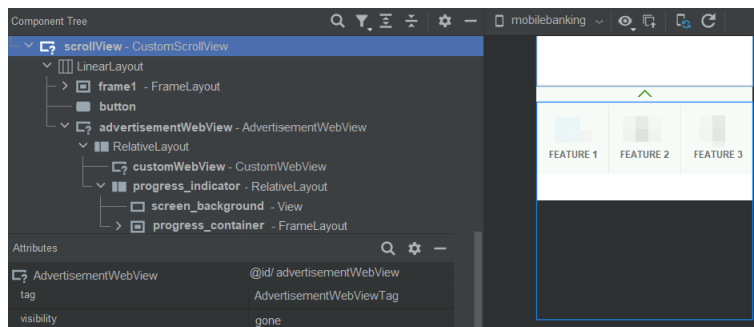 Component Tree
mobilebanking
scrollView - CustomScrollView
LinearLayout
frame1 - FrameLayout
button
advertisementWebView - AdvertisementWebView
RelativeLayout
customWebView - CustomWebView
progress_indicator - RelativeLayout
screen_background - View
progress_container - FrameLayout
FEATURE 1 FEATURE 2 FEATURE 3
Attributes
AdvertisementWebView @id/advertisementWebView
tag AdvertisementWebViewTag
visibility gone